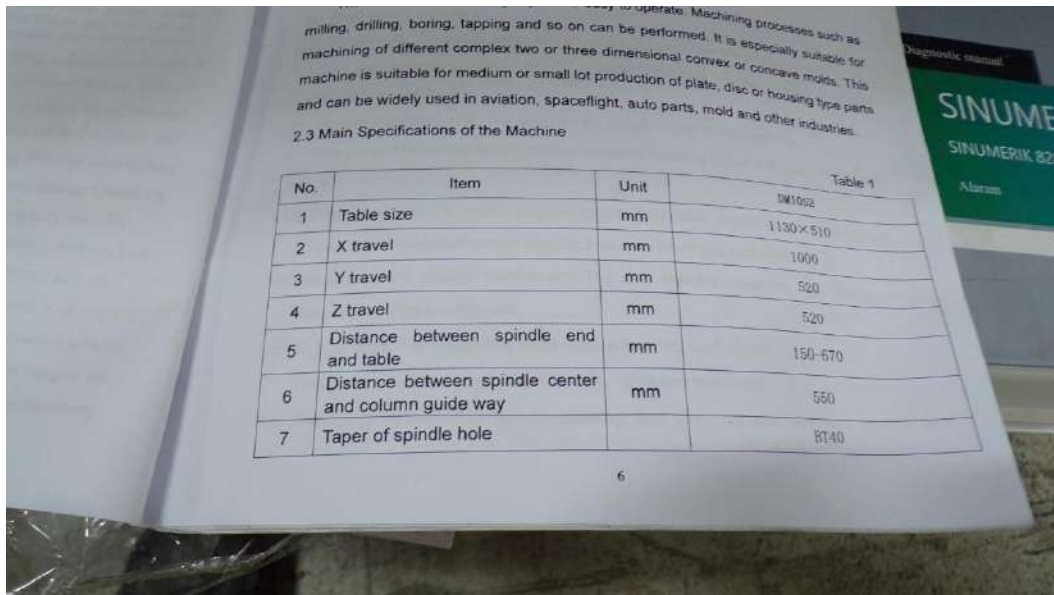 to operate. Machining processes such as
milling, drilling, boring, tapping and so on can be performed. It is especially suitable for
machining of different complex two or three dimensional convex or concave molds. This
machine is suitable for medium or small lot production of plate, disc or housing type parts
and can be widely used in aviation, spaceflight, auto parts, mold and other industries.
2.3 Main Specifications of the Machine
Table 1
No. Item Unit DM1052
1 Table size mm 1130×510
2 X travel mm 1000
3 Y travel mm 520
4 Z travel mm 520
5 Distance between spindle end and table mm 150-670
6 Distance between spindle center and column guide way mm 550
7 Taper of spindle hole BT40
6
Diagnostic manual
SINUME
SINUMERIK 82
Alaram